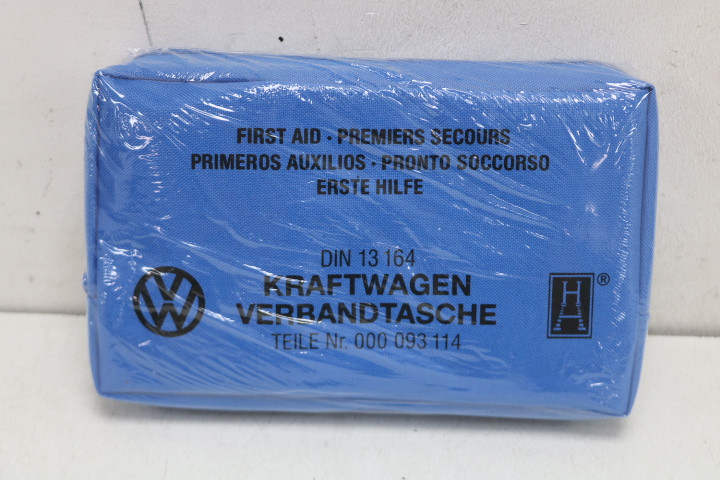 FIRST AID · PREMIERS SECOURS
PRIMEROS AUXILIOS · PRONTO SOCCORSO
ERSTE HILFE
DIN 13 164
KRAFTWAGEN
VERBANDTASCHE
TEILE Nr. 000 093 114
VW
H ®